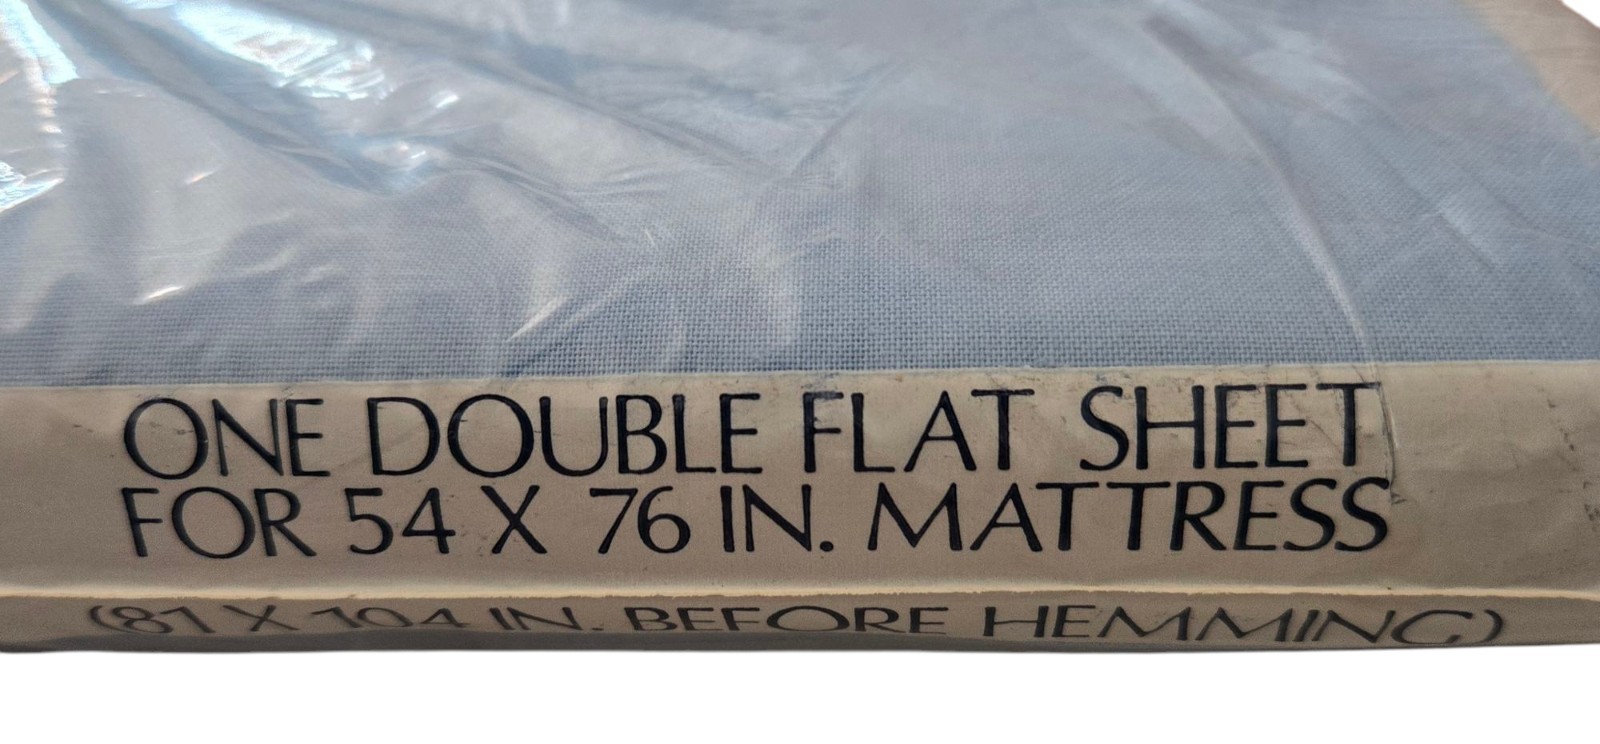 ONE DOUBLE FLAT SHEET
FOR 54 X 76 IN. MATTRESS
(81 X 104 IN. BEFORE HEMMING)